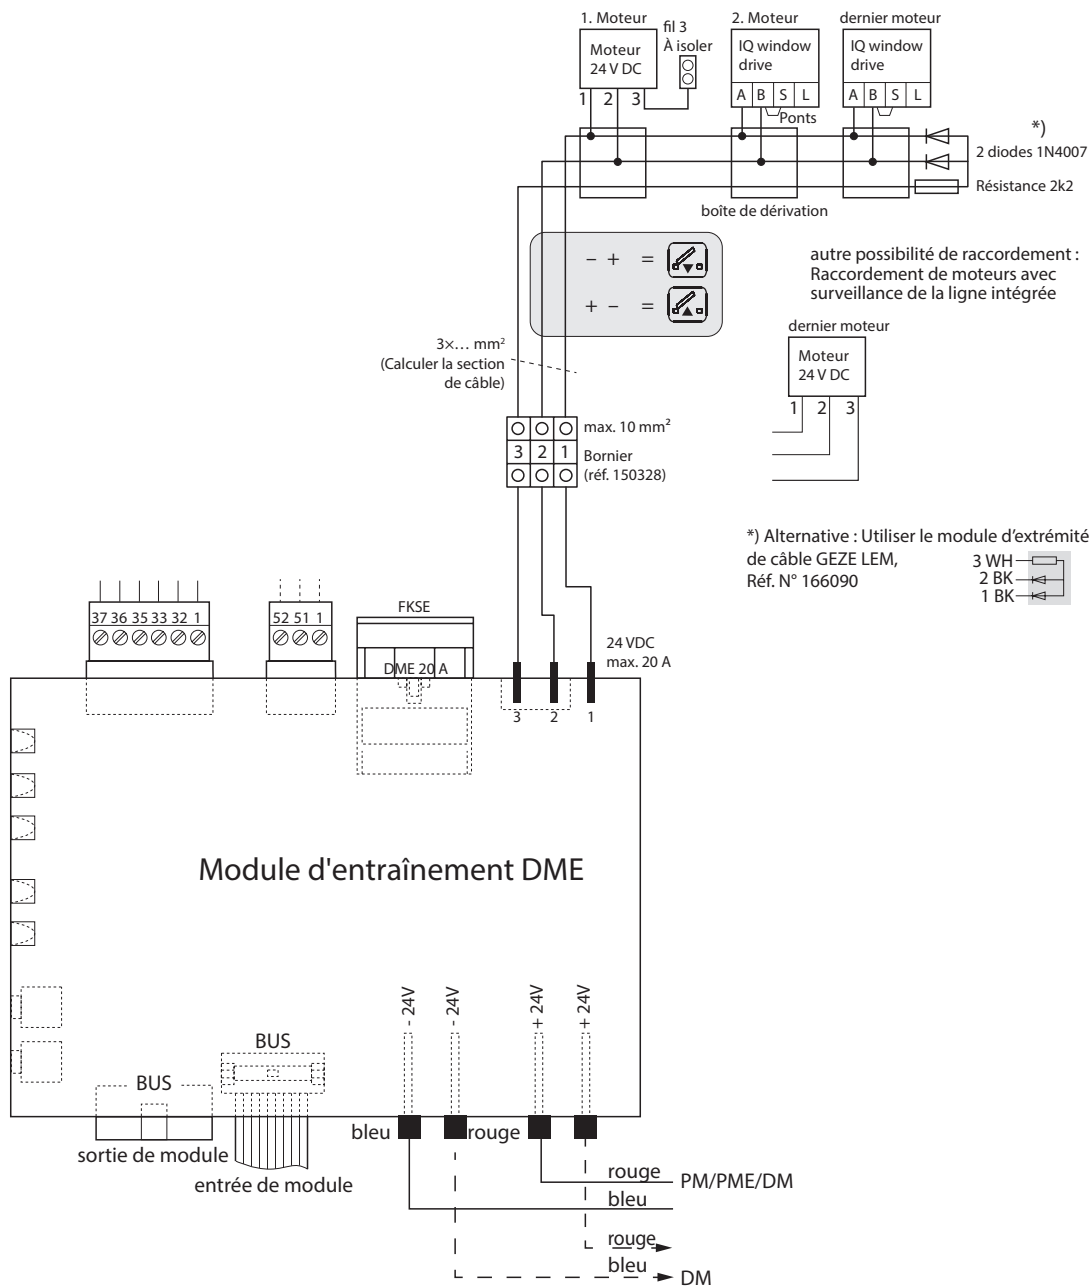 1. Moteur
fil 3
À isoler
2. Moteur
dernier moteur
Moteur
24 V DC
IQ window
drive
IQ window
drive
1 2 3
A B S L
A B S L
Ponts
*)
2 diodes 1N4007
Résistance 2k2
boîte de dérivation
– + =
+ – =
autre possibilité de raccordement :
Raccordement de moteurs avec
surveillance de la ligne intégrée
3×… mm²
(Calculer la section
de câble)
dernier moteur
Moteur
24 V DC
1 2 3
max. 10 mm²
3 2 1
Bornier
(réf. 150328)
*) Alternative : Utiliser le module d'extrémité
de câble GEZE LEM,
Réf. N° 166090
3 WH
2 BK
1 BK
37 36 35 33 32 1
52 51 1
FKSE
DME 20 A
24 VDC
max. 20 A
3 2 1
Module d'entraînement DME
- 24V
- 24V
+ 24V
+ 24V
BUS
BUS
bleu
rouge
sortie de module
entrée de module
rouge
PM/PME/DM
bleu
rouge
bleu
DM